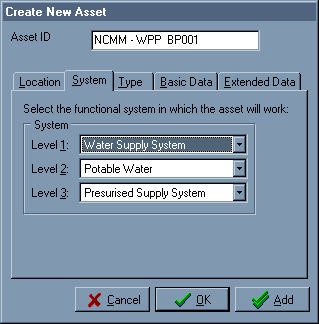 Create New Asset
Asset ID NCMM - WPP BP001
Location System Type Basic Data Extended Data
Select the functional system in which the asset will work:
System
Level 1: Water Supply System
Level 2: Potable Water
Level 3: Presurised Supply System
Cancel OK Add